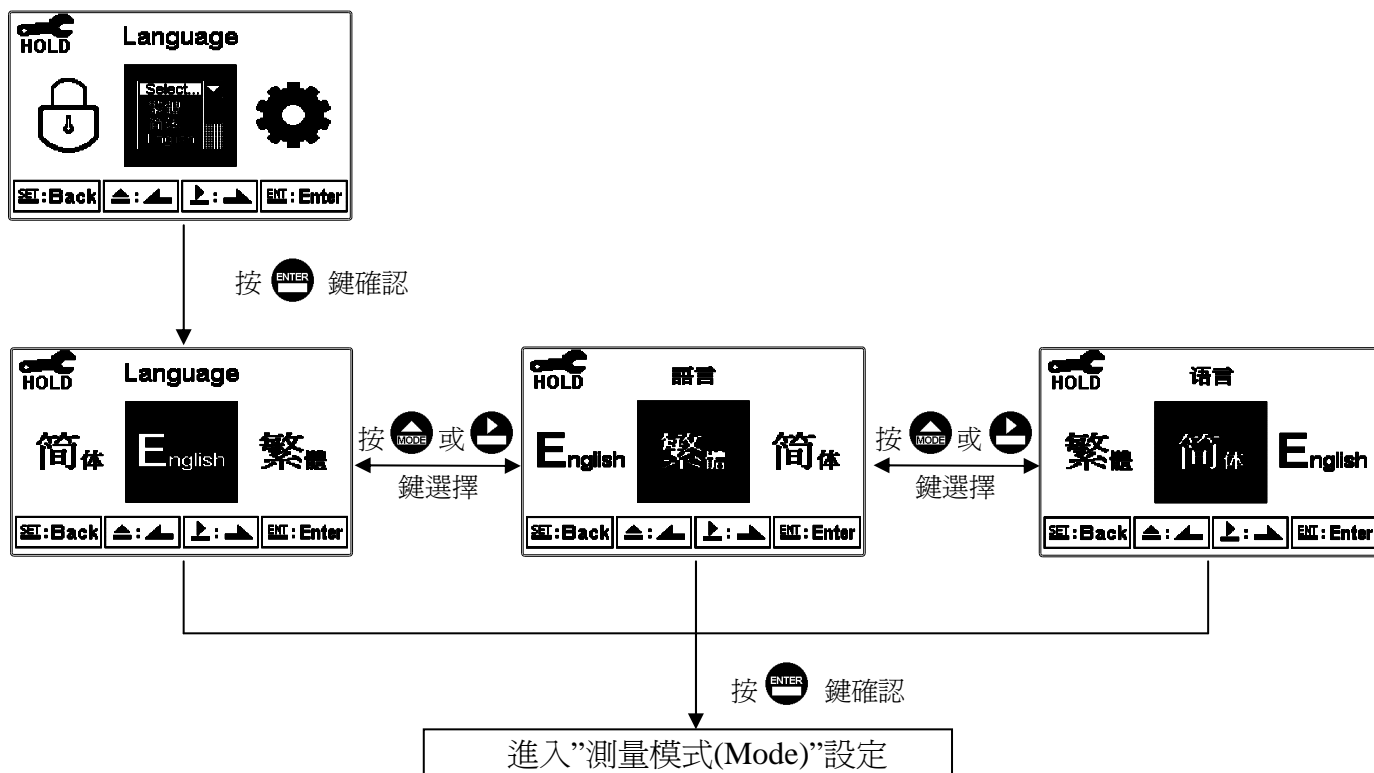 HOLD Language
Select...
SET:Back ▲: ▶: ENT:Enter
按 ENTER 鍵確認
HOLD Language
简体 English 繁體
SET:Back ▲: ▶: ENT:Enter
按 MODE 或
鍵選擇
HOLD 語言
English 繁體 简体
SET:Back ▲: ▶: ENT:Enter
按 MODE 或
鍵選擇
HOLD 语言
繁體 简体 English
SET:Back ▲: ▶: ENT:Enter
按 ENTER 鍵確認
進入”測量模式(Mode)”設定